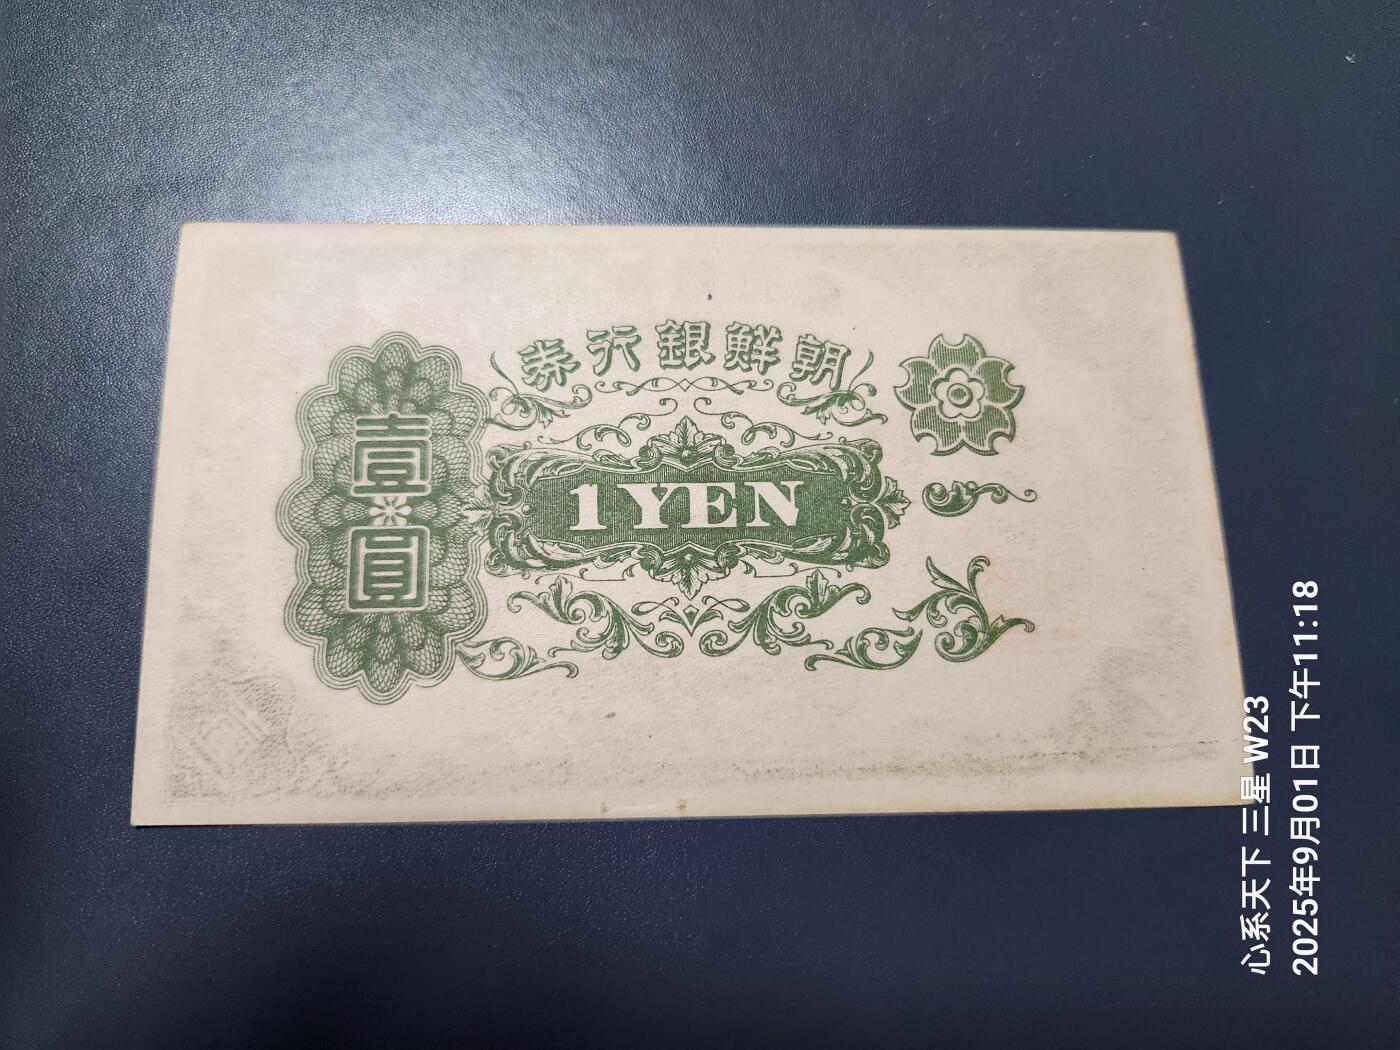 券行銀鮮朝
壹圓
1 YEN
心系天下 三星 W23
2025年9月01日 下午11:18